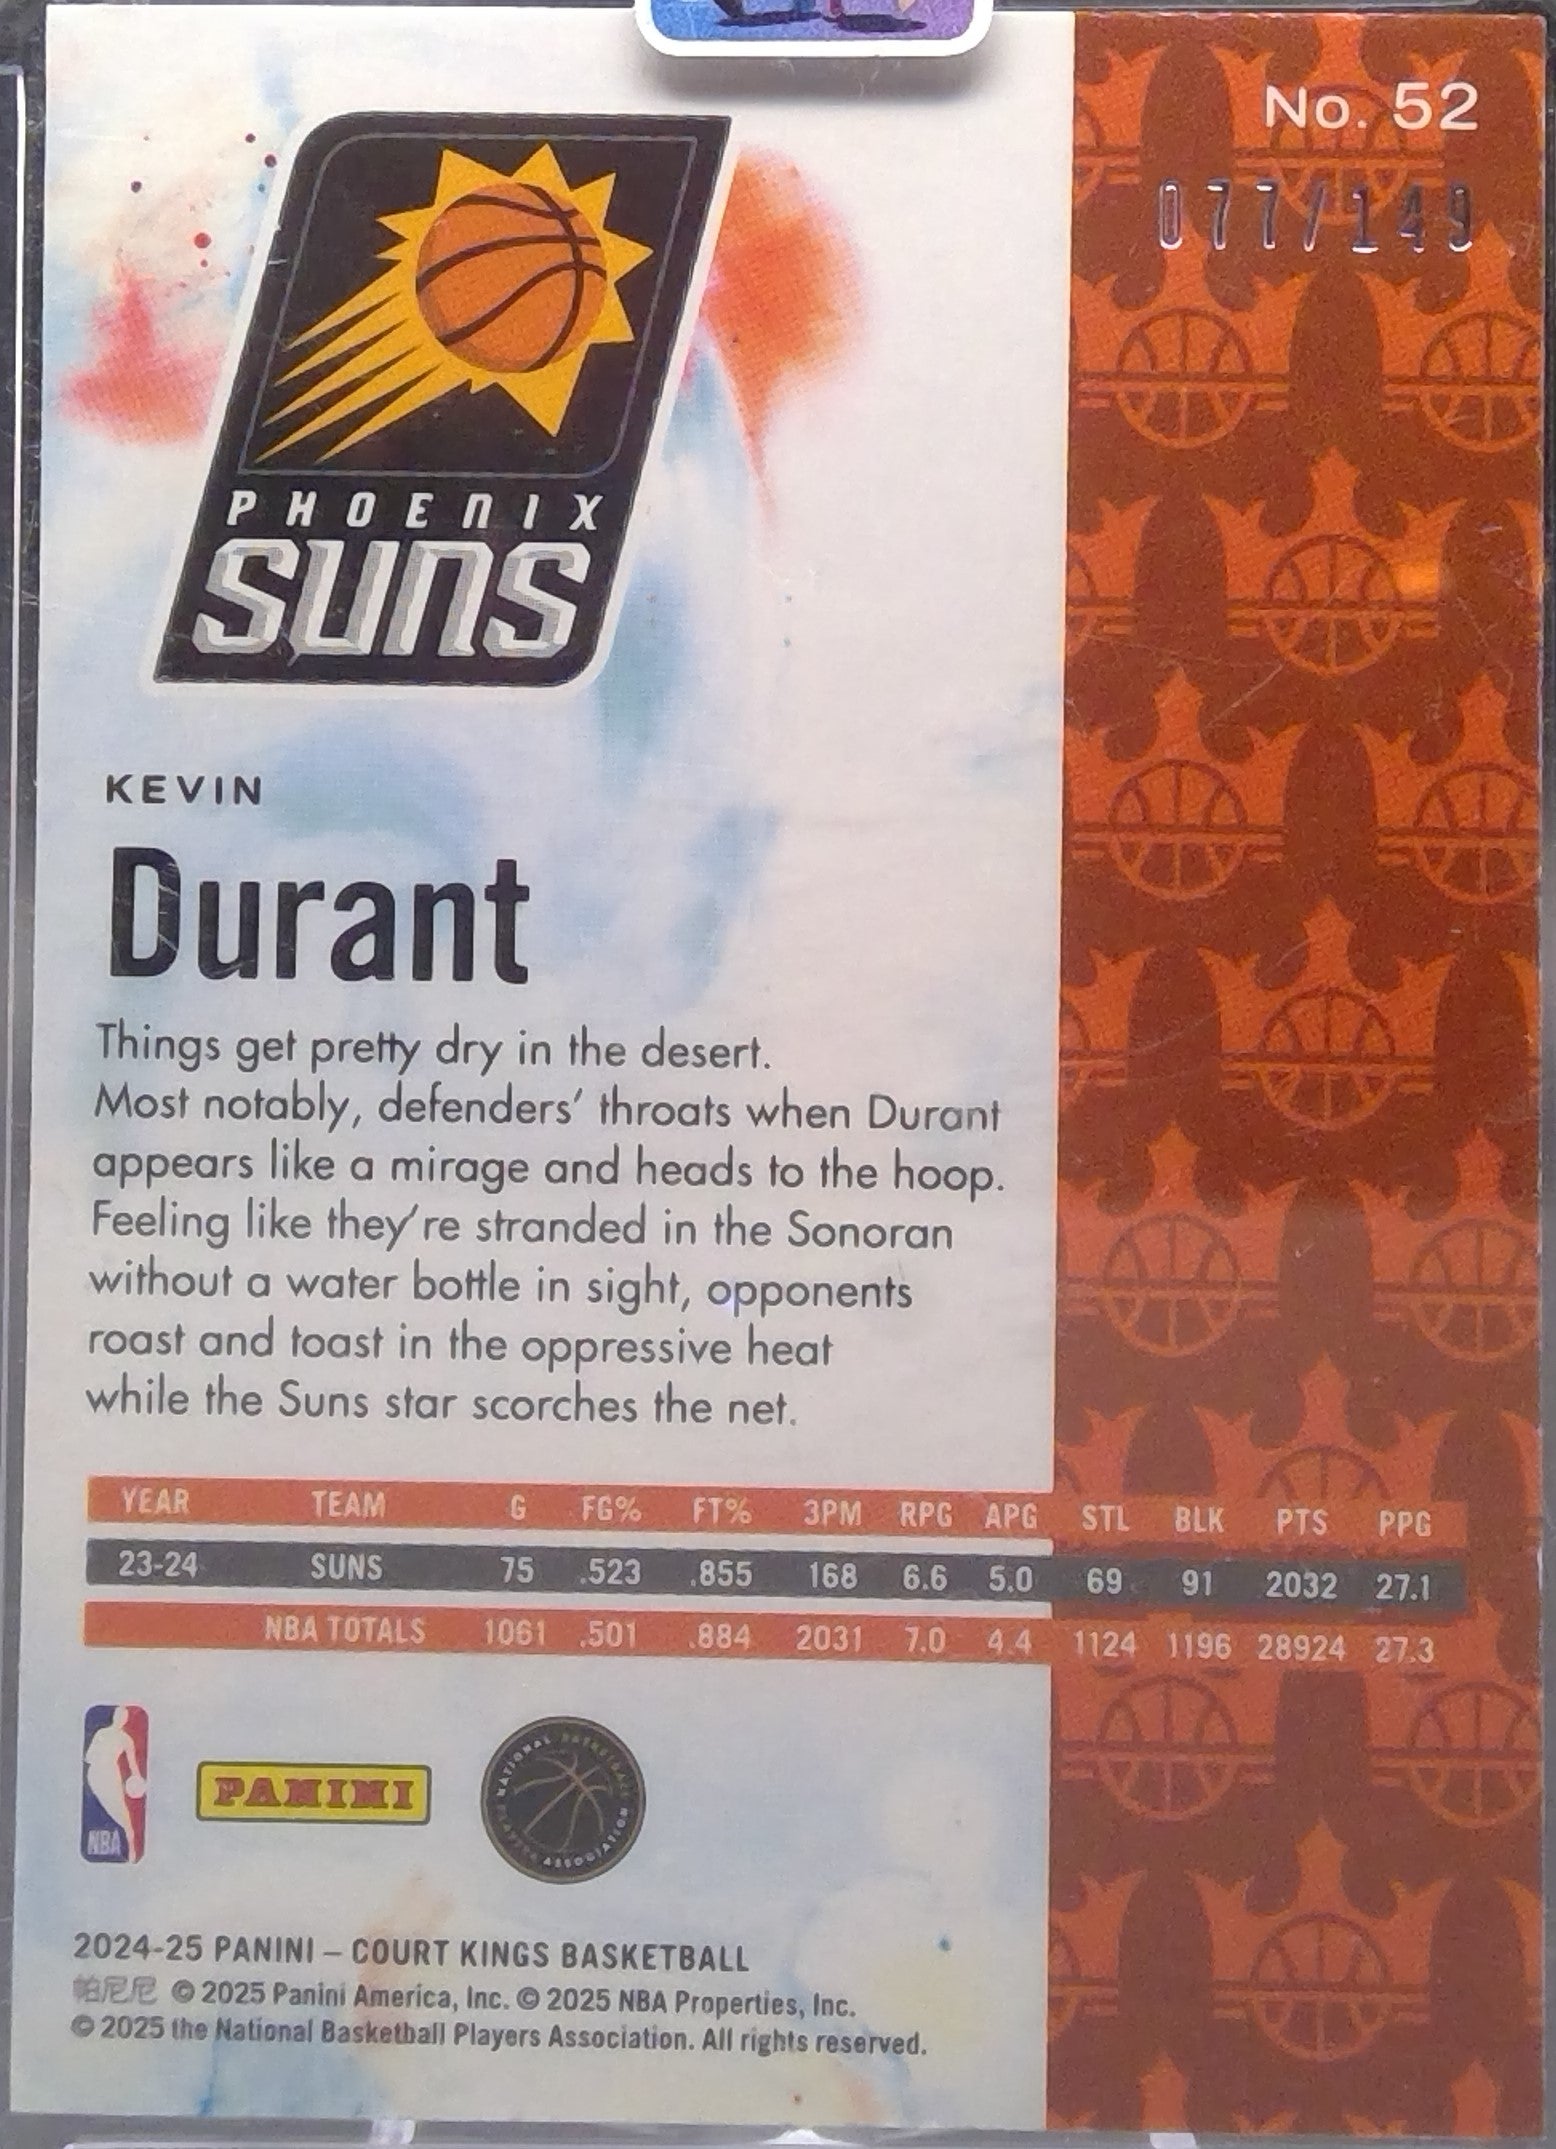 No. 52
077/149
PHOENIX
SUNS
KEVIN
Durant
Things get pretty dry in the desert.
Most notably, defenders' throats when Durant
appears like a mirage and heads to the hoop.
Feeling like they're stranded in the Sonoran
without a water bottle in sight, opponents
roast and toast in the oppressive heat
while the Suns star scorches the net.
YEAR TEAM G FG% FT% 3PM RPG APG STL BLK PTS PPG
23-24 SUNS 75 .523 .855 168 6.6 5.0 69 91 2032 27.1
NBA TOTALS 1061 .501 .884 2031 7.0 4.4 1124 1196 28924 27.3
NBA
PANINI
NATIONAL BASKETBALL
PLAYERS ASSOCIATION
2024-25 PANINI – COURT KINGS BASKETBALL
帕尼尼 © 2025 Panini America, Inc. © 2025 NBA Properties, Inc.
© 2025 the National Basketball Players Association. All rights reserved.